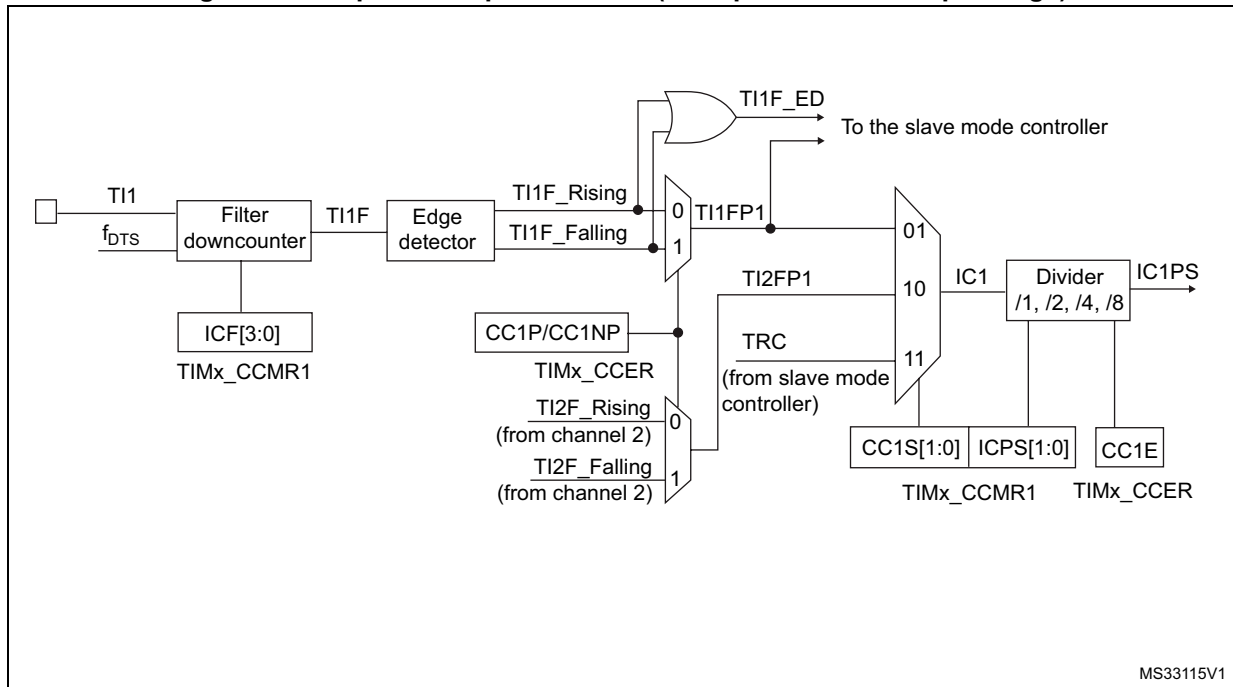 TI1F_ED
To the slave mode controller
TI1
f_DTS
Filter
downcounter
TI1F
Edge
detector
TI1F_Rising
TI1F_Falling
0
1
TI1FP1
01
TI2FP1
10
IC1
Divider
/1, /2, /4, /8
IC1PS
ICF[3:0]
TIMx_CCMR1
CC1P/CC1NP
TIMx_CCER
TRC
11
(from slave mode
controller)
TI2F_Rising
0
(from channel 2)
TI2F_Falling
1
(from channel 2)
CC1S[1:0]
ICPS[1:0]
CC1E
TIMx_CCMR1
TIMx_CCER
MS33115V1